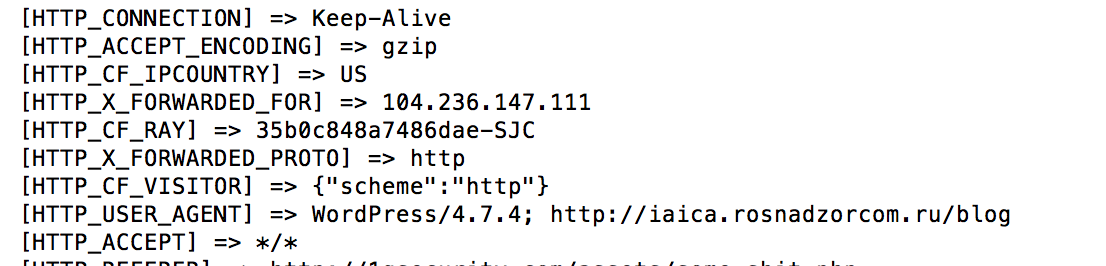 [HTTP_CONNECTION] => Keep-Alive
[HTTP_ACCEPT_ENCODING] => gzip
[HTTP_CF_IPCOUNTRY] => US
[HTTP_X_FORWARDED_FOR] => 104.236.147.111
[HTTP_CF_RAY] => 35b0c848a7486dae-SJC
[HTTP_X_FORWARDED_PROTO] => http
[HTTP_CF_VISITOR] => {"scheme":"http"}
[HTTP_USER_AGENT] => WordPress/4.7.4; http://iaica.rosnadzorcom.ru/blog
[HTTP_ACCEPT] => */*